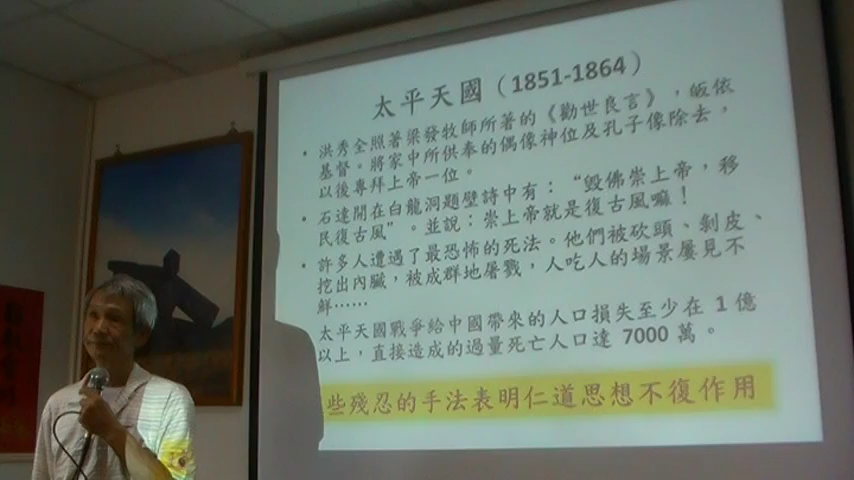 太平天國（1851-1864）
• 洪秀全照著梁發牧師所著的《勸世良言》，皈依
基督。將家中所供奉的偶像神位及孔子像除去，
以後專拜上帝一位。
• 石達開在白龍洞題壁詩中有：“毀佛崇上帝，移
民復古風”。並說：崇上帝就是復古風嘛！
• 許多人遭遇了最恐怖的死法。他們被砍頭、剝皮、
挖出內臟，被成群地屠戮，人吃人的場景屢見不
鮮……
太平天國戰爭給中國帶來的人口損失至少在 1 億
以上，直接造成的過量死亡人口達 7000 萬。
些殘忍的手法表明仁道思想不復作用